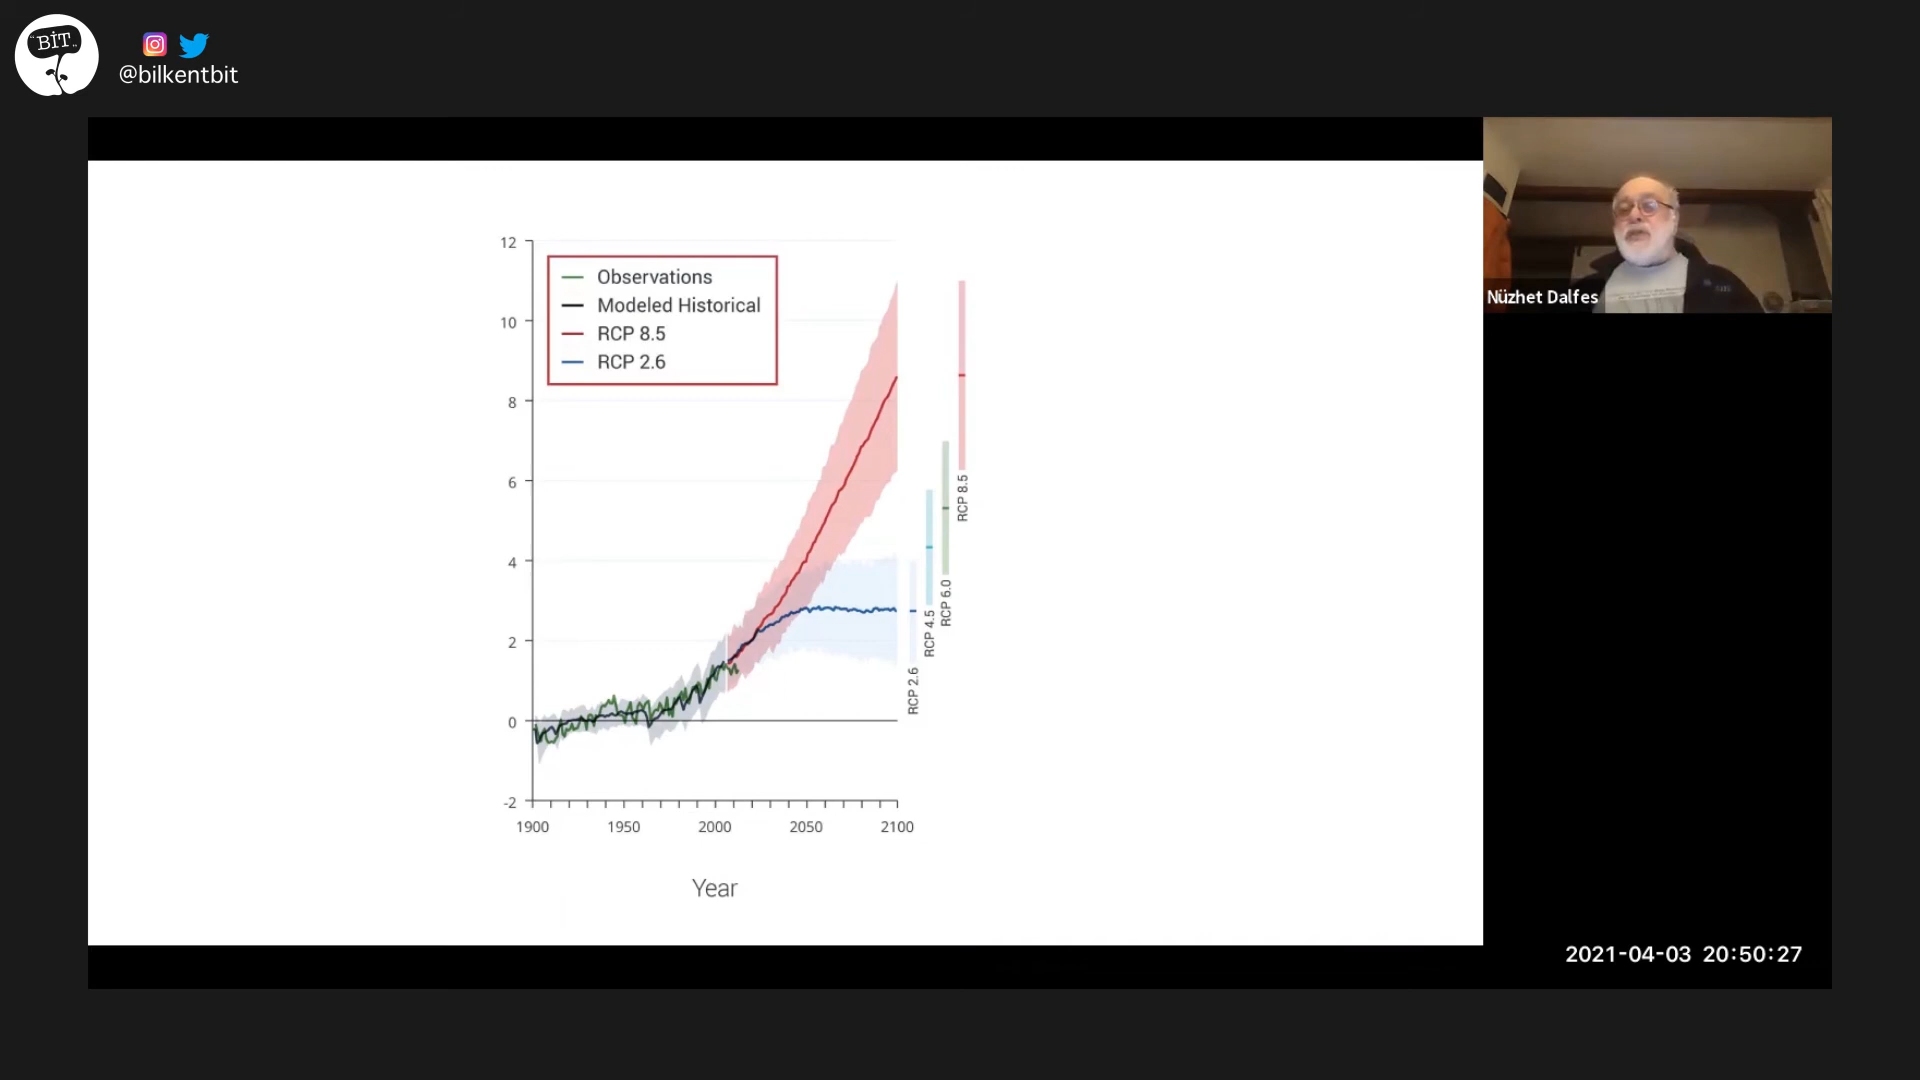 "BİT"
@bilkentbit
12
10
8
6
4
2
0
-2
Observations
Modeled Historical
RCP 8.5
RCP 2.6
1900
1950
2000
2050
2100
Year
RCP 2.6
RCP 4.5
RCP 6.0
RCP 8.5
Nüzhet Dalfes
2021-04-03 20:50:27